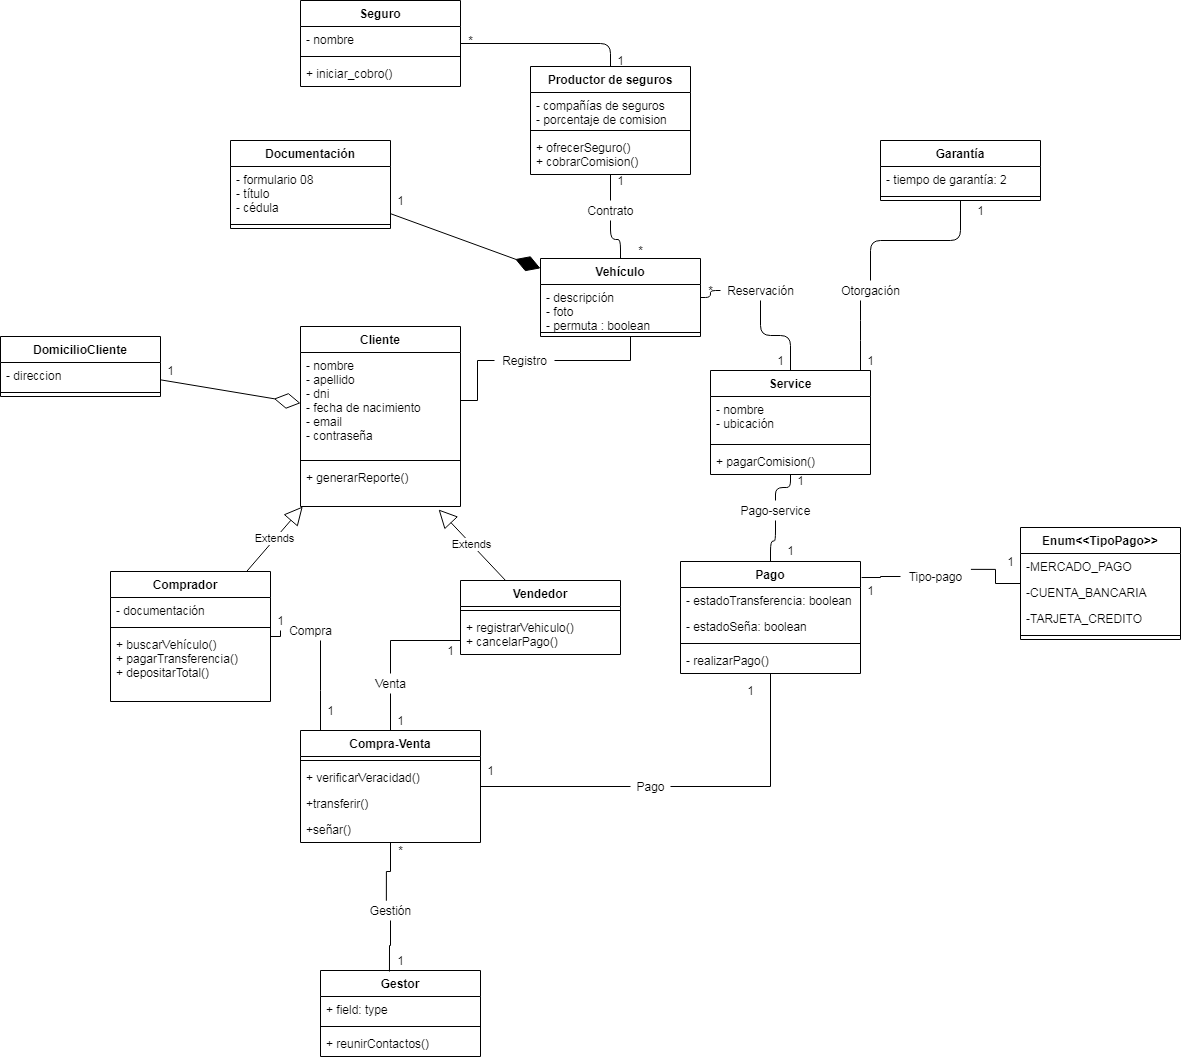 Seguro
- nombre
+ iniciar_cobro()
*
1
Productor de seguros
- compañías de seguros
- porcentaje de comision
+ ofrecerSeguro()
+ cobrarComision()
1
Contrato
*
Documentación
- formulario 08
- título
- cédula
1
Garantía
- tiempo de garantía: 2
1
Vehículo
- descripción
- foto
- permuta : boolean
*
Reservación
1
Otorgación
1
DomicilioCliente
- direccion
1
Cliente
- nombre
- apellido
- dni
- fecha de nacimiento
- email
- contraseña
+ generarReporte()
Registro
Service
- nombre
- ubicación
+ pagarComision()
1
Pago-service
1
Extends
Extends
Comprador
- documentación
+ buscarVehículo()
+ pagarTransferencia()
+ depositarTotal()
1
Compra
1
Vendedor
+ registrarVehiculo()
+ cancelarPago()
1
Venta
1
Pago
- estadoTransferencia: boolean
- estadoSeña: boolean
- realizarPago()
1
Tipo-pago
1
Enum<<TipoPago>>
-MERCADO_PAGO
-CUENTA_BANCARIA
-TARJETA_CREDITO
1
Compra-Venta
+ verificarVeracidad()
+transferir()
+señar()
1
Pago
*
Gestión
1
Gestor
+ field: type
+ reunirContactos()